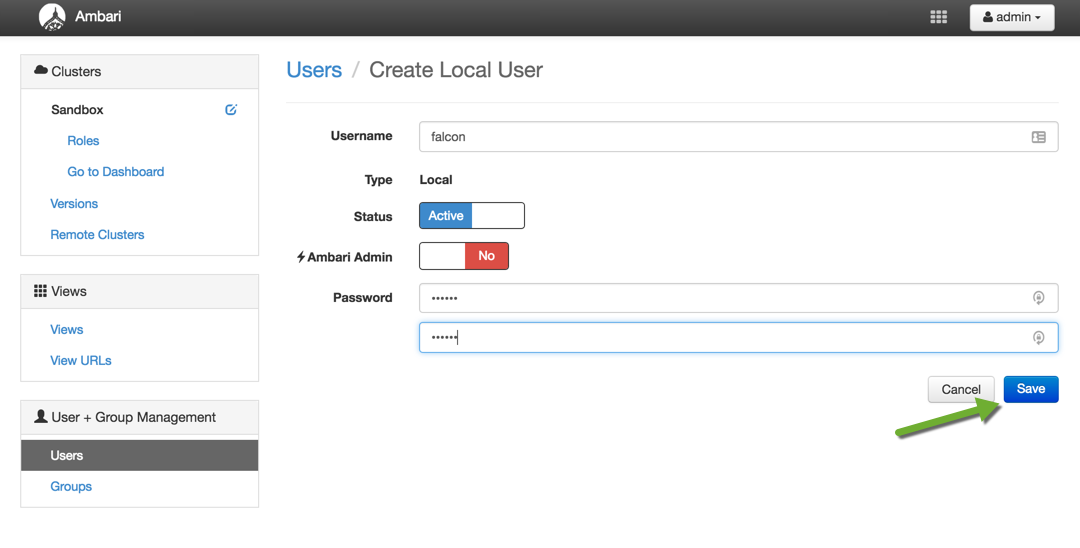 Ambari
admin
Clusters
Sandbox
Roles
Go to Dashboard
Versions
Remote Clusters
Views
Views
View URLs
User + Group Management
Users
Groups
Users / Create Local User
Username falcon
Type Local
Status Active
Ambari Admin No
Password ••••••
••••••
Cancel Save